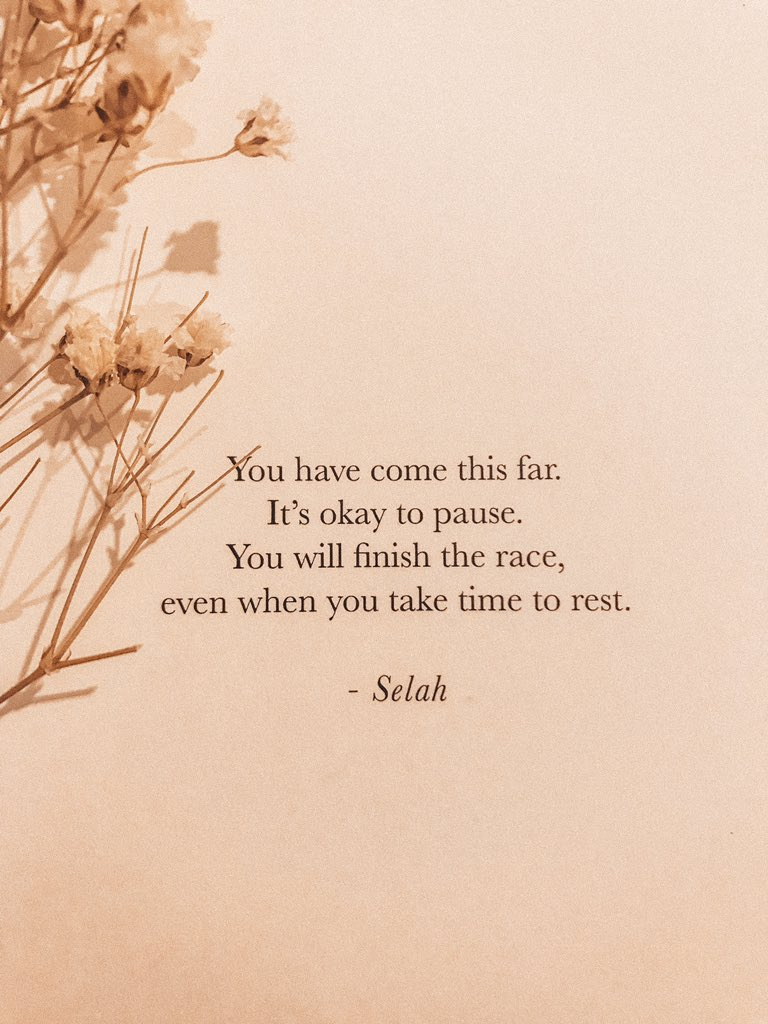 You have come this far.
It’s okay to pause.
You will finish the race,
even when you take time to rest.
- Selah